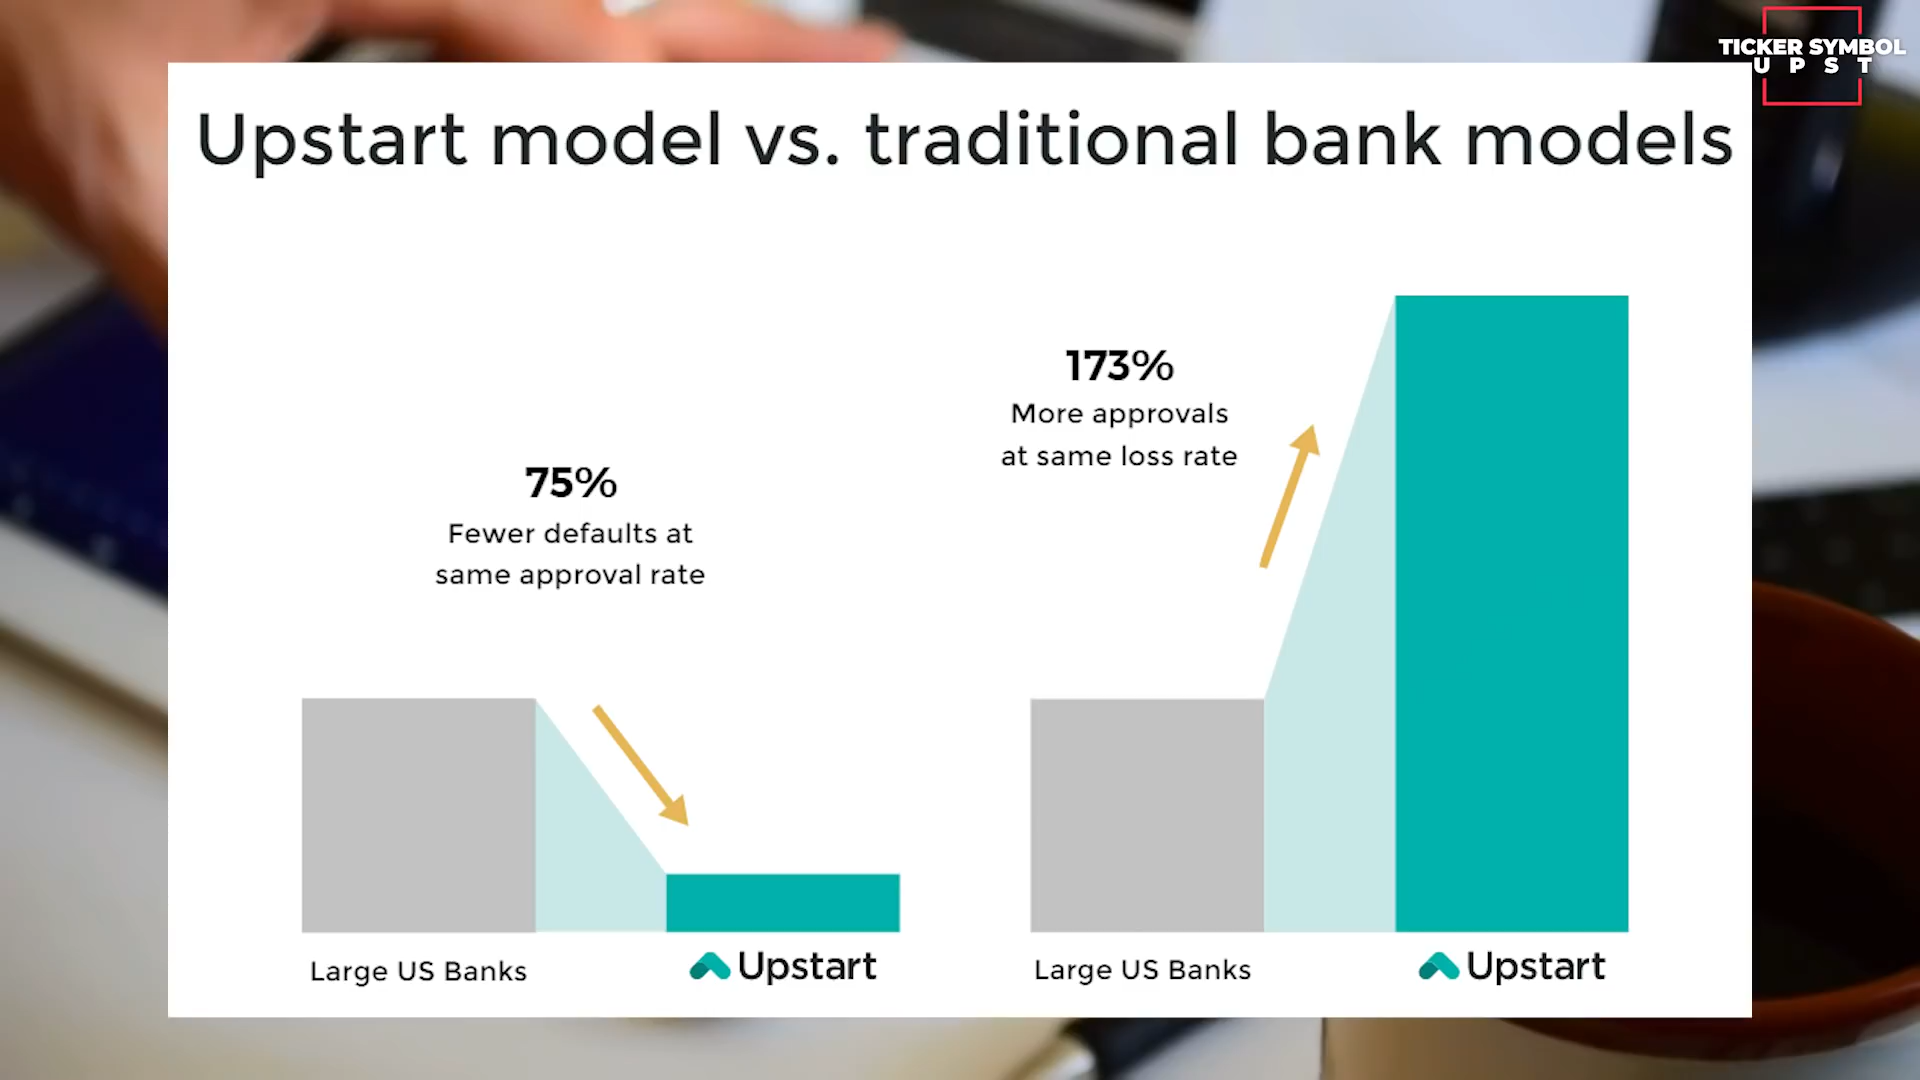 TICKER SYMBOL
UPST
Upstart model vs. traditional bank models
173%
More approvals
at same loss rate
75%
Fewer defaults at
same approval rate
Large US Banks
Upstart
Large US Banks
Upstart